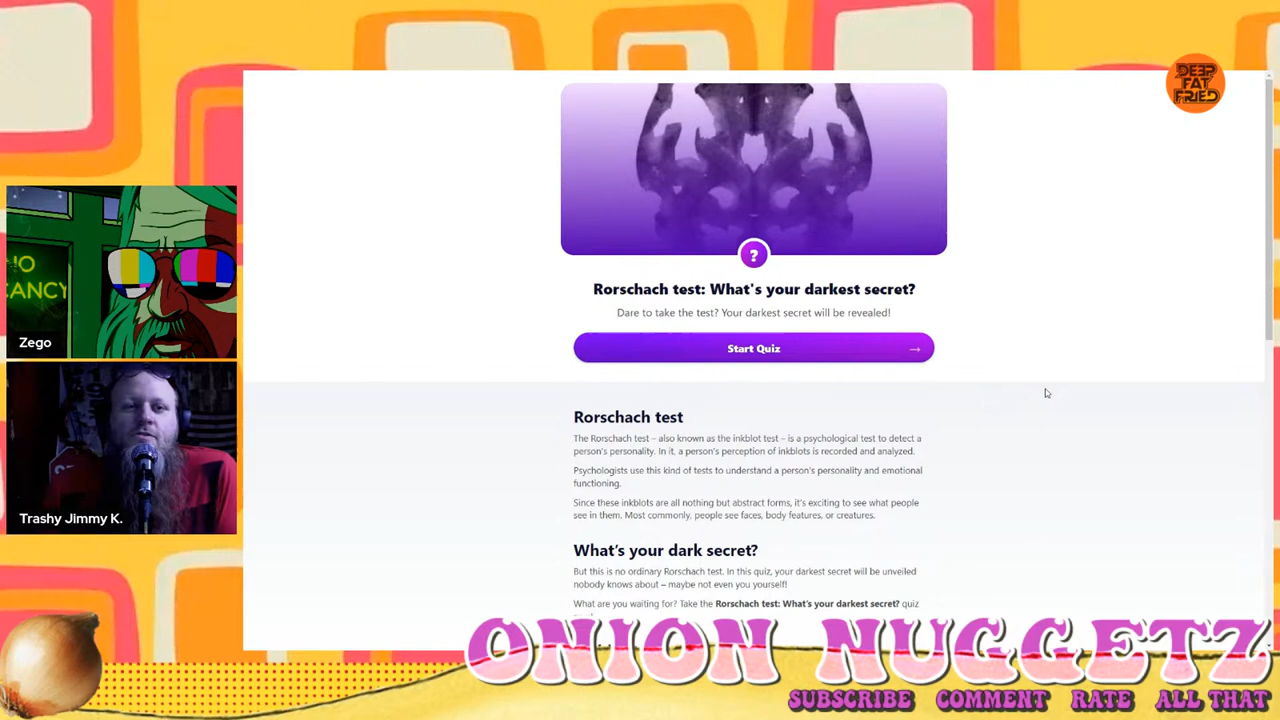 DEEP
FAT
FRIED
Zego
Trashy Jimmy K.
?
Rorschach test: What's your darkest secret?
Dare to take the test? Your darkest secret will be revealed!
Start Quiz →
Rorschach test
The Rorschach test – also known as the inkblot test – is a psychological test to detect a
person's personality. In it, a person's perception of inkblots is recorded and analyzed.
Psychologists use this kind of tests to understand a person's personality and emotional
functioning.
Since these inkblots are all nothing but abstract forms, it's exciting to see what people
see in them. Most commonly, people see faces, body features, or creatures.
What's your dark secret?
But this is no ordinary Rorschach test. In this quiz, your darkest secret will be unveiled
nobody knows about – maybe not even you yourself!
What are you waiting for? Take the Rorschach test: What's your darkest secret? quiz
ONION NUGGETZ
SUBSCRIBE COMMENT RATE ALL THAT